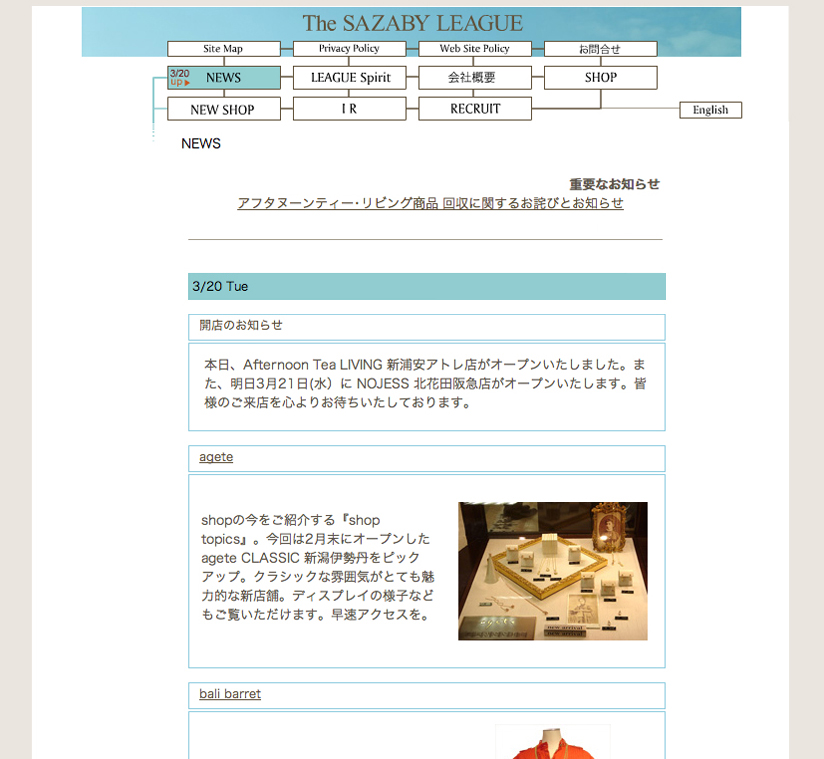 The SAZABY LEAGUE
Site Map
Privacy Policy
Web Site Policy
お問合せ
3/20
up
NEWS
LEAGUE Spirit
会社概要
SHOP
NEW SHOP
I R
RECRUIT
English
NEWS
重要なお知らせ
アフタヌーンティー･リビング商品 回収に関するお詫びとお知らせ
3/20 Tue
開店のお知らせ
本日、Afternoon Tea LIVING 新浦安アトレ店がオープンいたしました。ま
た、明日3月21日(水）に NOJESS 北花田阪急店がオープンいたします。皆
様のご来店を心よりお待ちいたしております。
agete
shopの今をご紹介する『shop
topics』。今回は2月末にオープンした
agete CLASSIC 新潟伊勢丹をピック
アップ。クラシックな雰囲気がとても魅
力的な新店舗。ディスプレイの様子など
もご覧いただけます。早速アクセスを。
new arrival
bali barret